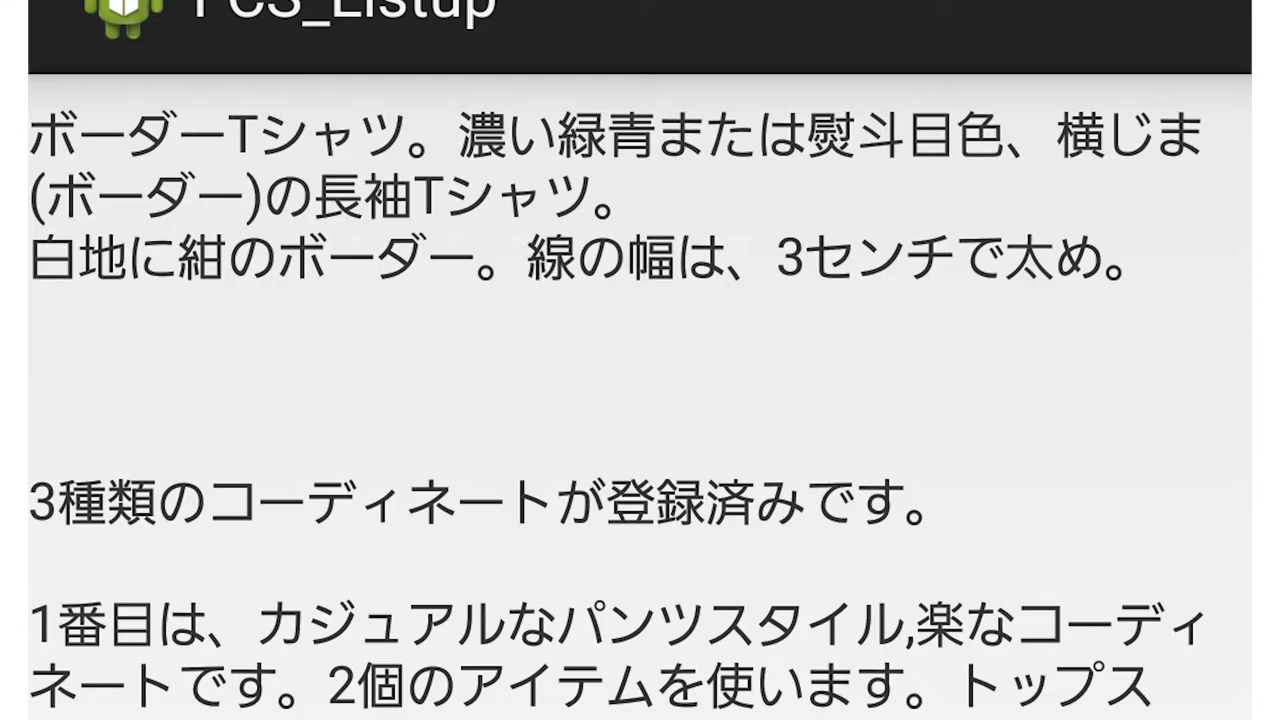 FCS_Listup
ボーダーTシャツ。濃い緑青または熨斗目色、横じま
(ボーダー)の長袖Tシャツ。
白地に紺のボーダー。線の幅は、3センチで太め。
3種類のコーディネートが登録済みです。
1番目は、カジュアルなパンツスタイル,楽なコーディ
ネートです。2個のアイテムを使います。トップス